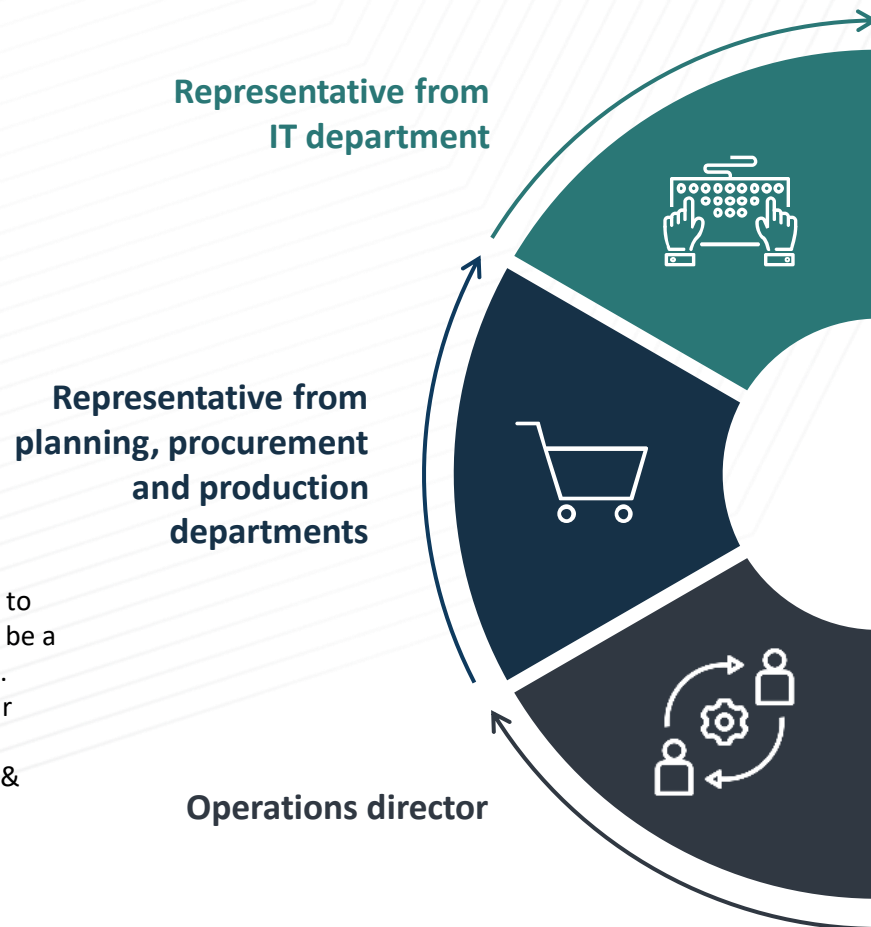 Representative from
IT department
Representative from
planning, procurement
and production
departments
to
be a
.
r
&
Operations director